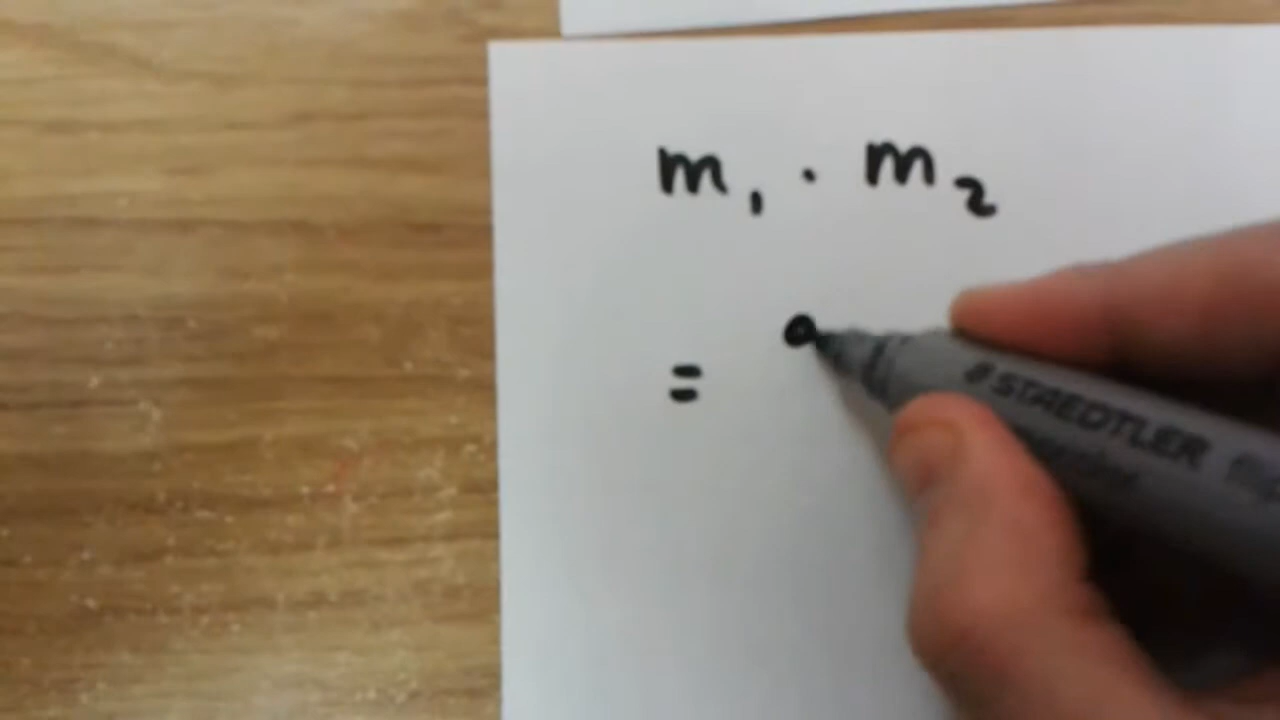 m₁ · m₂
=
STAEDTLER